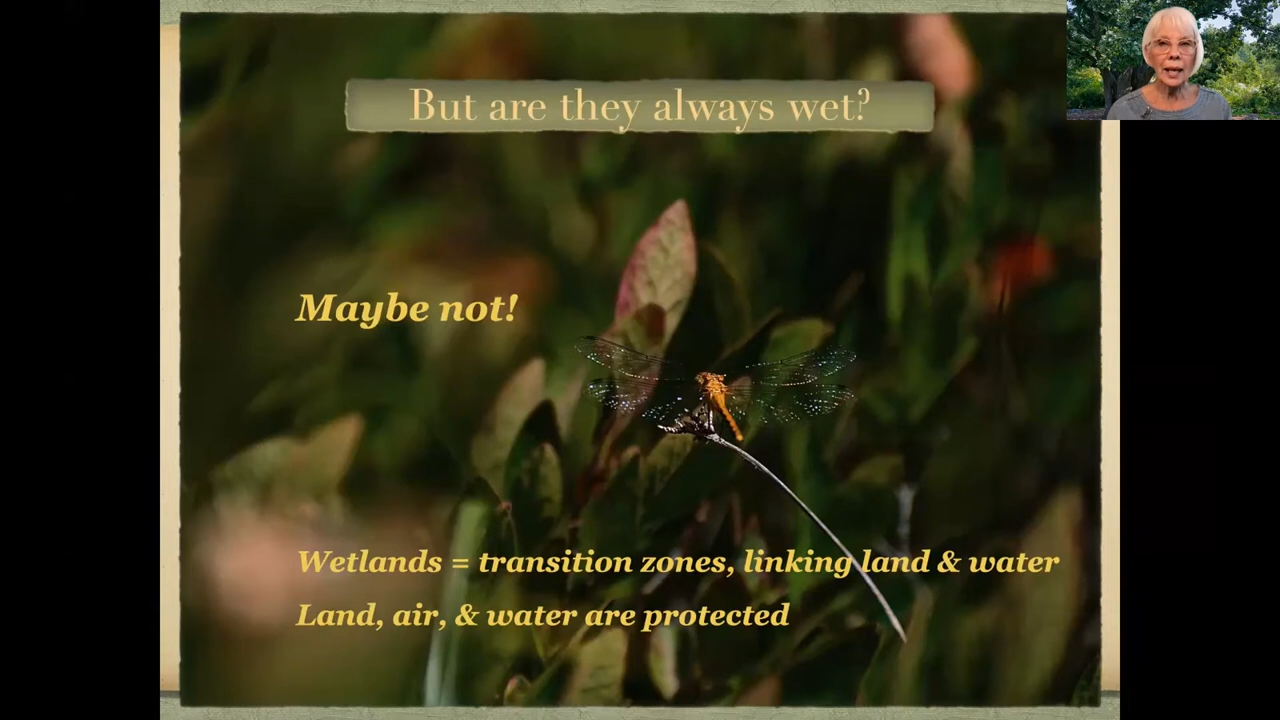 But are they always wet?
Maybe not!
Wetlands = transition zones, linking land & water
Land, air, & water are protected